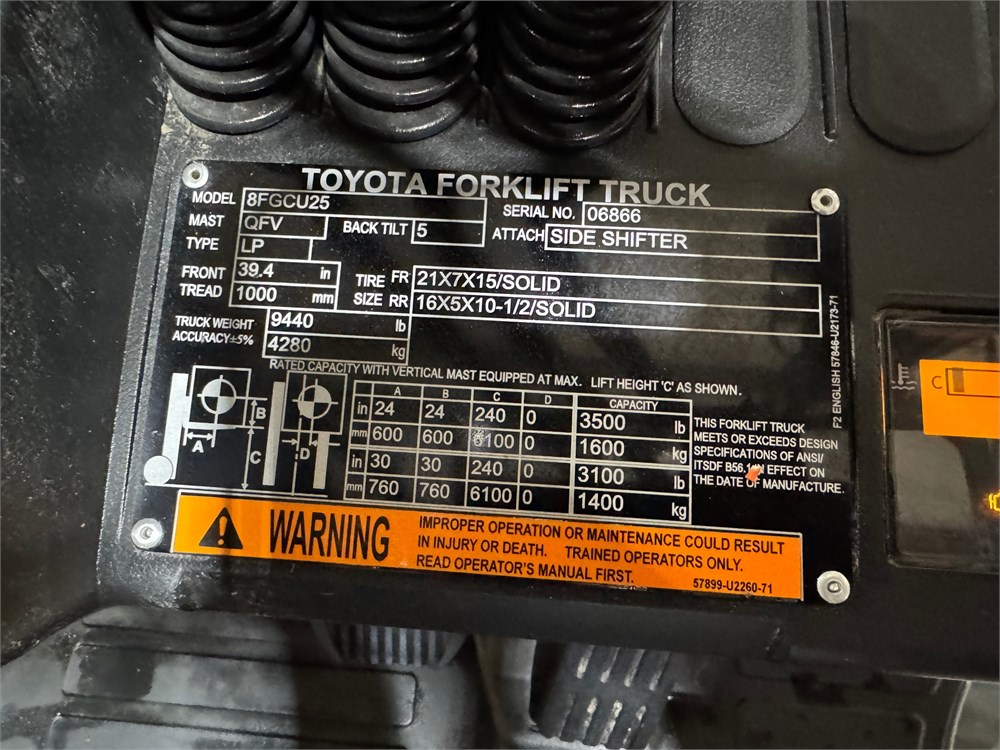 TOYOTA FORKLIFT TRUCK
MODEL 8FGCU25 SERIAL NO. 06866
MAST QFV BACK TILT 5 ATTACH SIDE SHIFTER
TYPE LP
FRONT TREAD 39.4 in TIRE SIZE FR 21X7X15/SOLID
1000 mm RR 16X5X10-1/2/SOLID
TRUCK WEIGHT 9440 lb
ACCURACY±5% 4280 kg
RATED CAPACITY WITH VERTICAL MAST EQUIPPED AT MAX. LIFT HEIGHT 'C' AS SHOWN.
A B C D CAPACITY
in 24 24 240 0 3500 lb
mm 600 600 6100 0 1600 kg
in 30 30 240 0 3100 lb
mm 760 760 6100 0 1400 kg
A B C D
THIS FORKLIFT TRUCK
MEETS OR EXCEEDS DESIGN
SPECIFICATIONS OF ANSI/
ITSDF B56.1 IN EFFECT ON
THE DATE OF MANUFACTURE.
F2 ENGLISH 57846-U2173-71
WARNING
IMPROPER OPERATION OR MAINTENANCE COULD RESULT
IN INJURY OR DEATH. TRAINED OPERATORS ONLY.
READ OPERATOR'S MANUAL FIRST.
57899-U2260-71
C